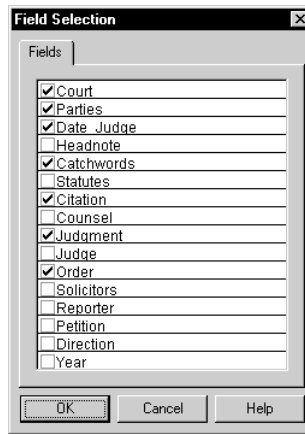 Field Selection
Fields
Court
Parties
Date Judge
Headnote
Catchwords
Statutes
Citation
Counsel
Judgment
Judge
Order
Solicitors
Reporter
Petition
Direction
Year
OK Cancel Help